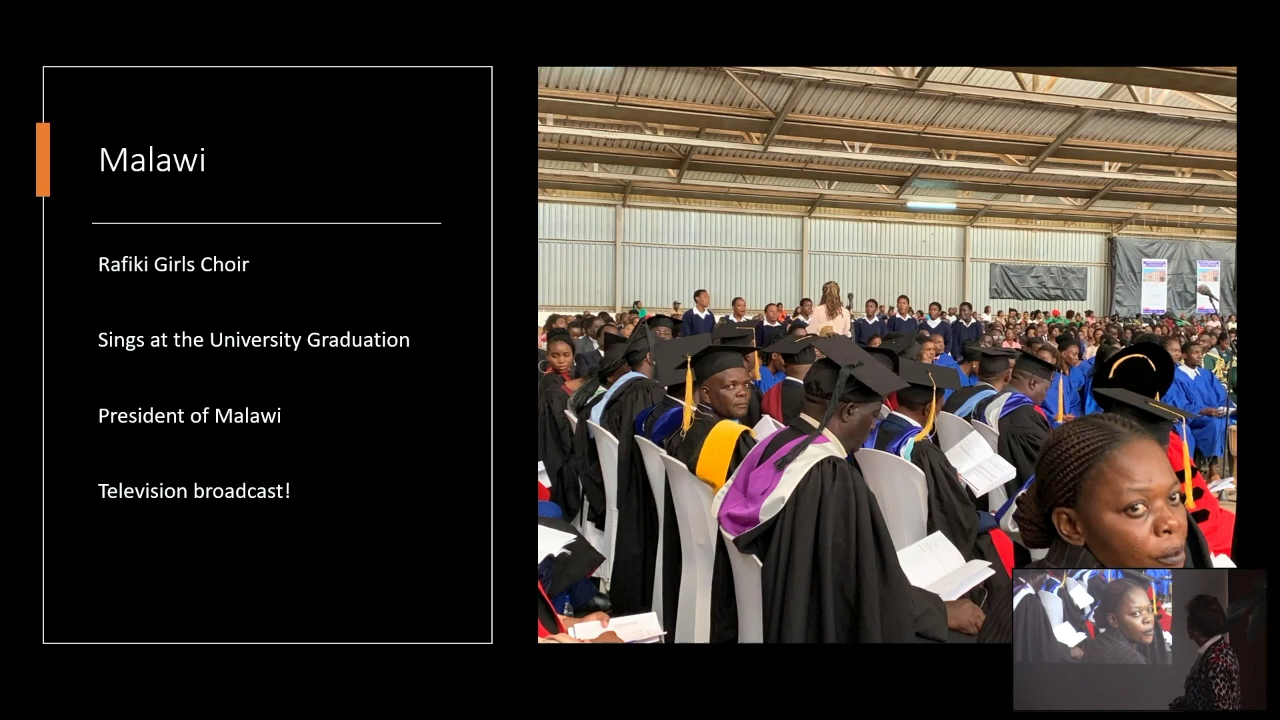 Malawi
Rafiki Girls Choir
Sings at the University Graduation
President of Malawi
Television broadcast!